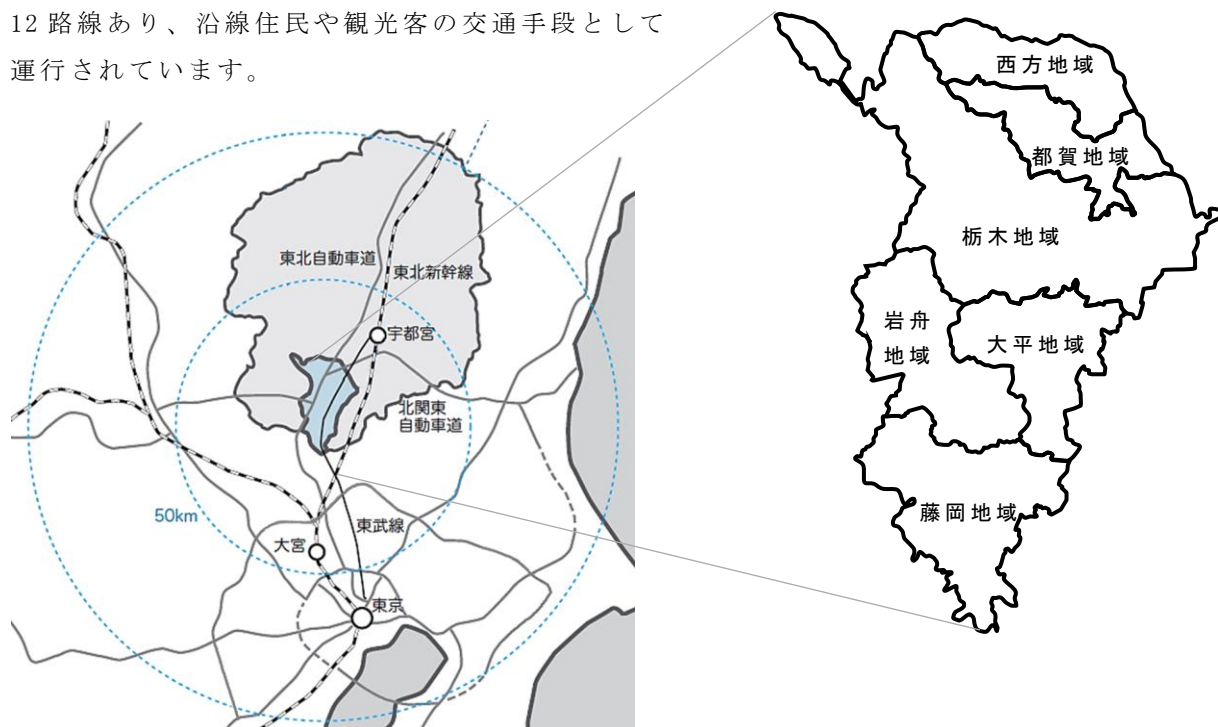 12 路線あり、沿線住民や観光客の交通手段として
運行されています。
東北自動車道
東北新幹線
宇都宮
北関東
自動車道
50km
東武線
大宮
東京
西方地域
都賀地域
栃木地域
岩舟
地域
大平地域
藤岡地域